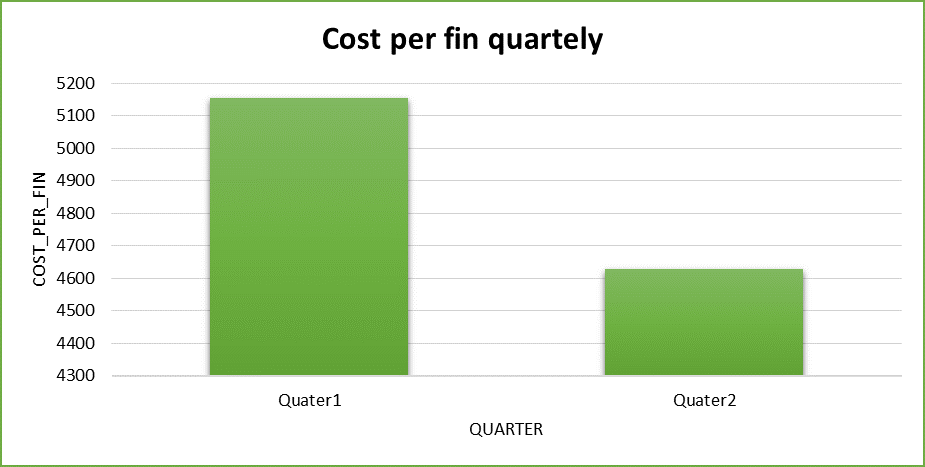 Cost per fin quartely
5200
5100
5000
4900
4800
4700
4600
4500
4400
4300
COST_PER_FIN
Quater1
Quater2
QUARTER